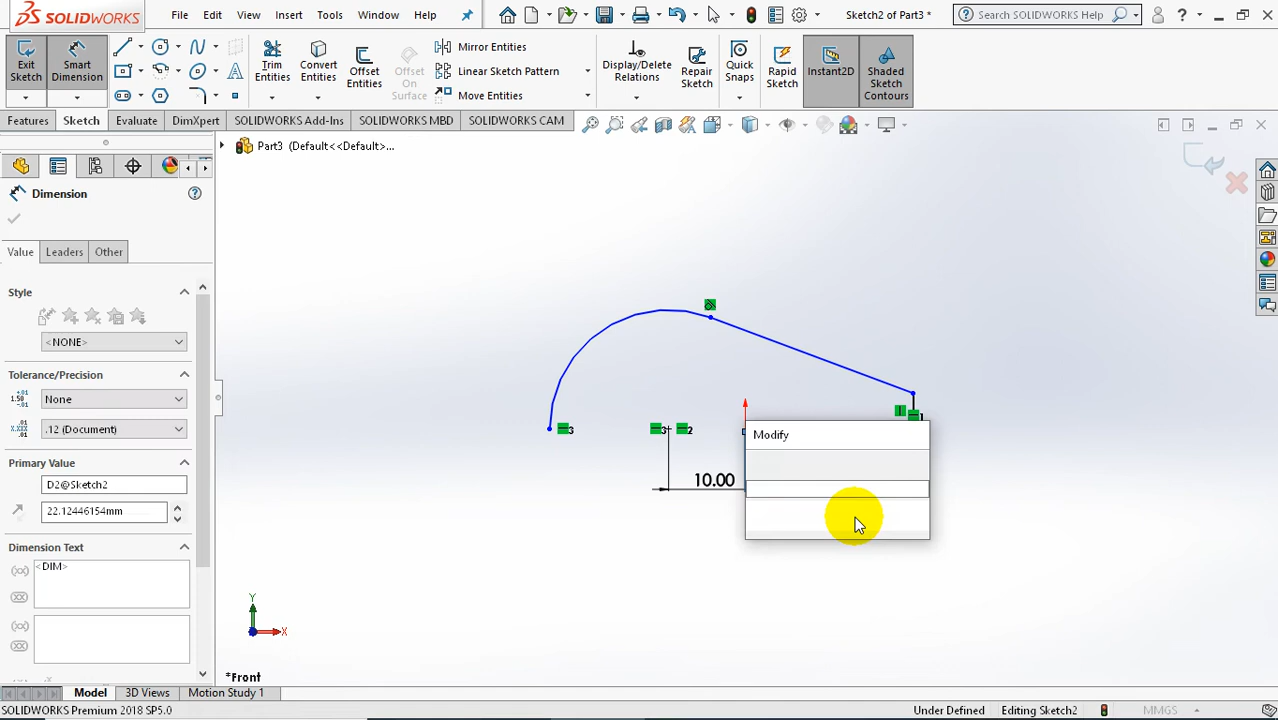 SOLIDWORKS
File
Edit
View
Insert
Tools
Window
Help
Sketch2 of Part3 *
Search SOLIDWORKS Help
?
Exit Sketch
Smart Dimension
Trim Entities
Convert Entities
Offset Entities
Offset On Surface
Mirror Entities
Linear Sketch Pattern
Move Entities
Display/Delete Relations
Repair Sketch
Quick Snaps
Rapid Sketch
Instant2D
Shaded Sketch Contours
Features
Sketch
Evaluate
DimXpert
SOLIDWORKS Add-Ins
SOLIDWORKS MBD
SOLIDWORKS CAM
Part3 (Default<<Default>...
Dimension
Value
Leaders
Other
Style
<NONE>
Tolerance/Precision
None
.12 (Document)
Primary Value
D2@Sketch2
22.12446154mm
Dimension Text
<DIM>
3
3
2
1
10.00
Modify
Y
X
*Front
Model
3D Views
Motion Study 1
SOLIDWORKS Premium 2018 SP5.0
Under Defined
Editing Sketch2
MMGS